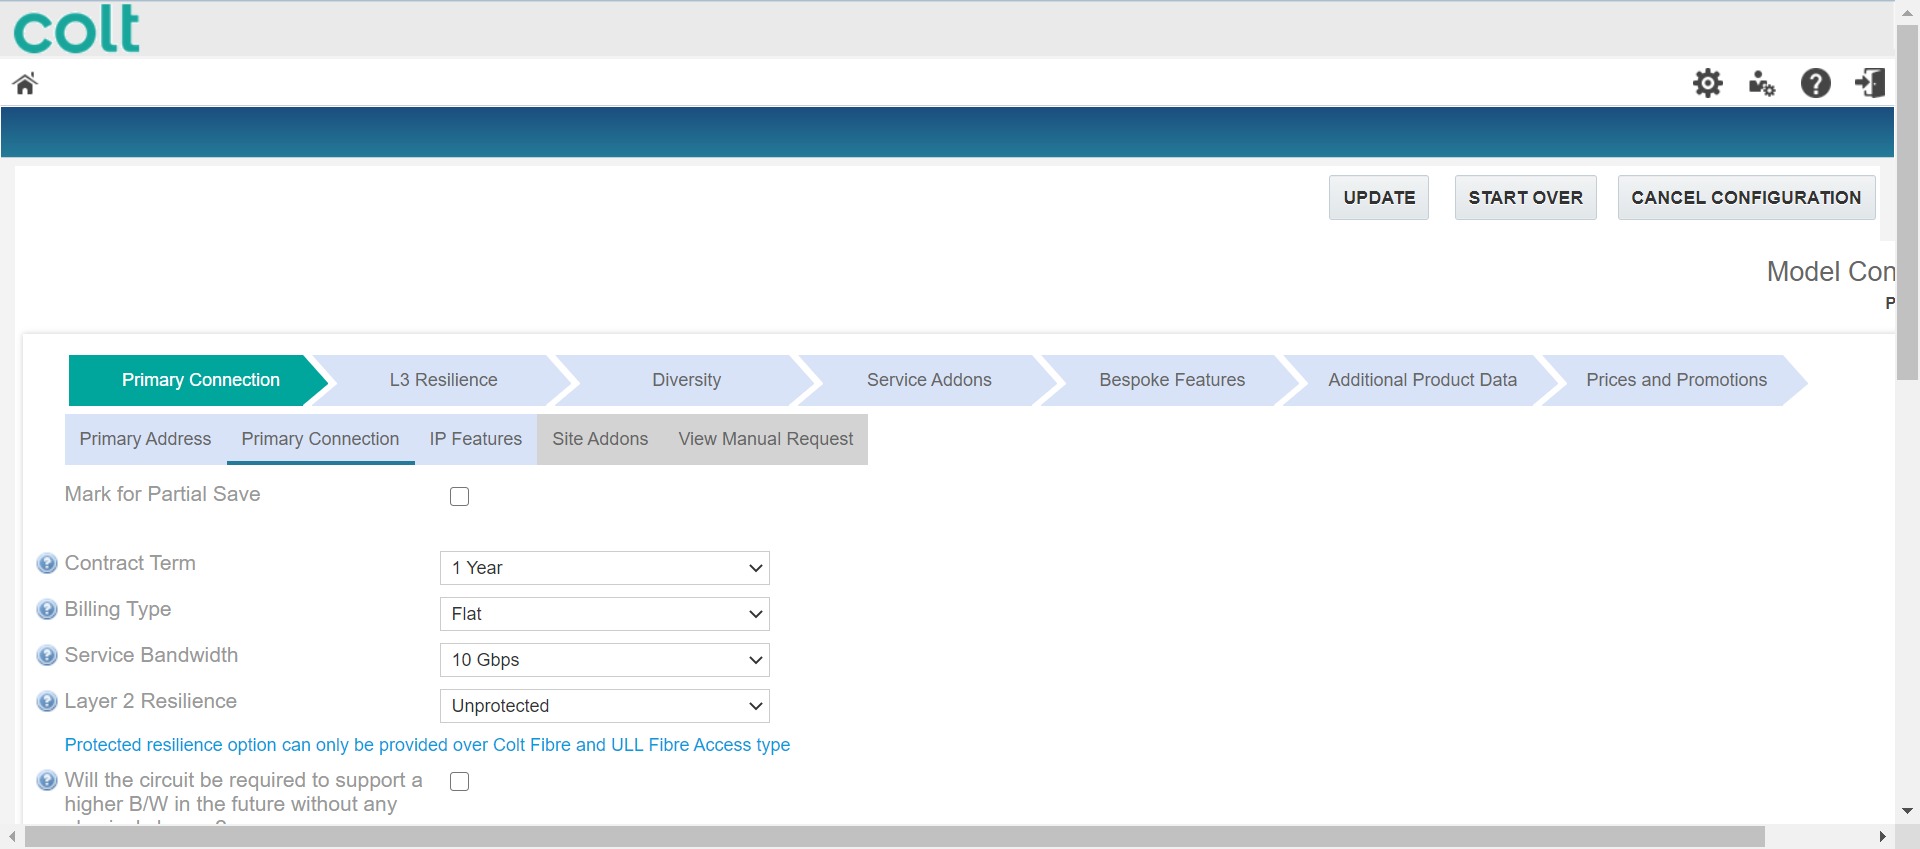 colt
UPDATE START OVER CANCEL CONFIGURATION
Model Con
P
Primary Connection L3 Resilience Diversity Service Addons Bespoke Features Additional Product Data Prices and Promotions
Primary Address Primary Connection IP Features Site Addons View Manual Request
Mark for Partial Save
Contract Term 1 Year
Billing Type Flat
Service Bandwidth 10 Gbps
Layer 2 Resilience Unprotected
Protected resilience option can only be provided over Colt Fibre and ULL Fibre Access type
Will the circuit be required to support a
higher B/W in the future without any